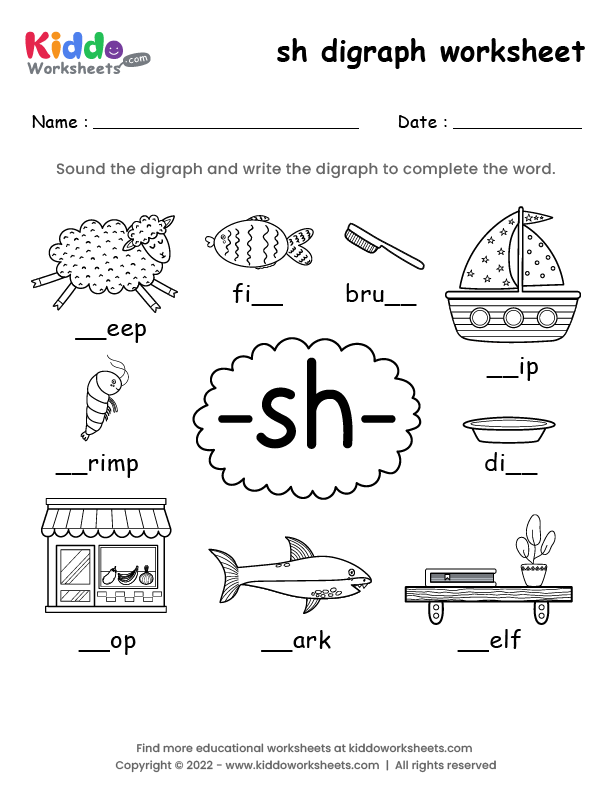 Kiddo
Worksheets.com
sh digraph worksheet
Name : ____________ Date : ____________
Sound the digraph and write the digraph to complete the word.
__eep
fi__
bru__
__ip
-sh-
__rimp
di__
__op
__ark
__elf
Find more educational worksheets at kiddoworksheets.com
Copyright © 2022 - www.kiddoworksheets.com | All rights reserved